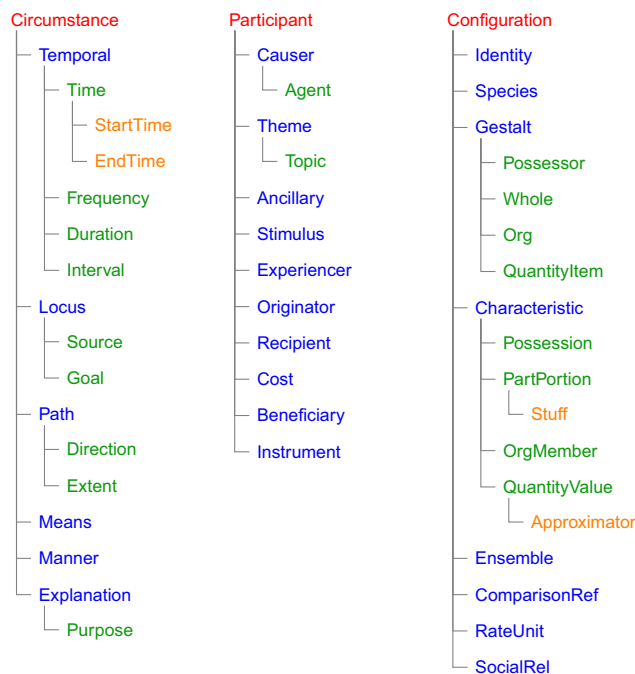 Circumstance
Temporal
Time
StartTime
EndTime
Frequency
Duration
Interval
Locus
Source
Goal
Path
Direction
Extent
Means
Manner
Explanation
Purpose
Participant
Causer
Agent
Theme
Topic
Ancillary
Stimulus
Experiencer
Originator
Recipient
Cost
Beneficiary
Instrument
Configuration
Identity
Species
Gestalt
Possessor
Whole
Org
QuantityItem
Characteristic
Possession
PartPortion
Stuff
OrgMember
QuantityValue
Approximator
Ensemble
ComparisonRef
RateUnit
SocialRel